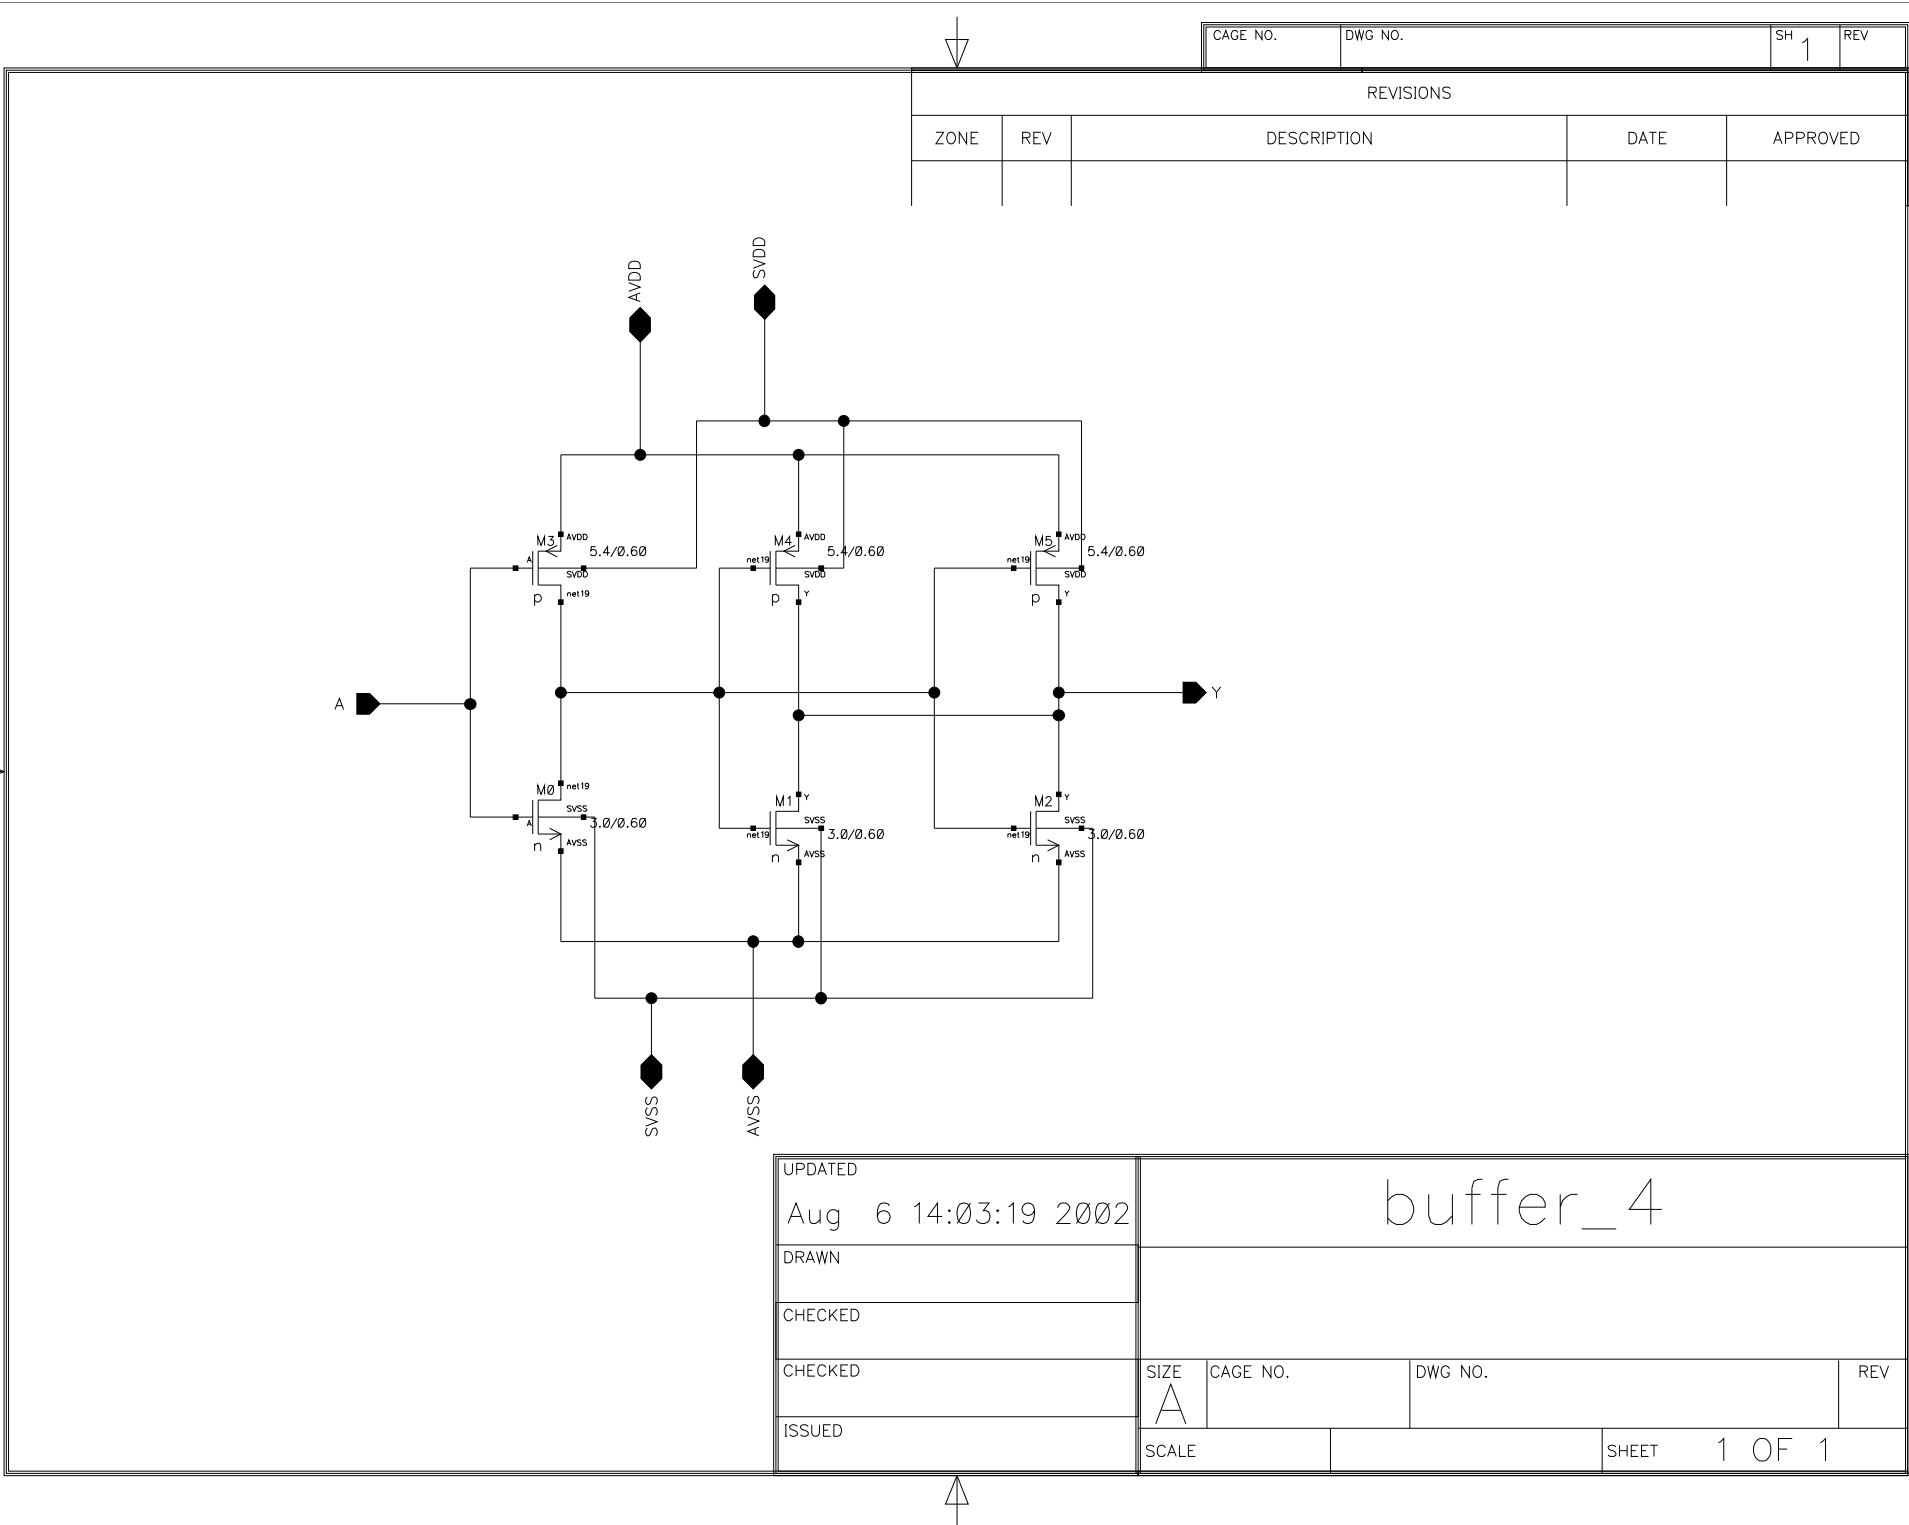 CAGE NO. DWG NO. SH 1 REV
REVISIONS
ZONE REV DESCRIPTION DATE APPROVED
SVDD
AVDD
M3 AVDD 5.4/0.60
A SVDD
p net19
M4 AVDD 5.4/0.60
net19 SVDD
p Y
M5 AVDD 5.4/0.60
net19 SVDD
p Y
A
Y
M0 net19
SVSS
A 3.0/0.60
n AVSS
M1 Y
SVSS
net19 3.0/0.60
n AVSS
M2 Y
SVSS
net19 3.0/0.60
n AVSS
SVSS
AVSS
UPDATED
Aug 6 14:03:19 2002
buffer_4
DRAWN
CHECKED
CHECKED
SIZE CAGE NO. DWG NO. REV
A
ISSUED
SCALE SHEET 1 OF 1